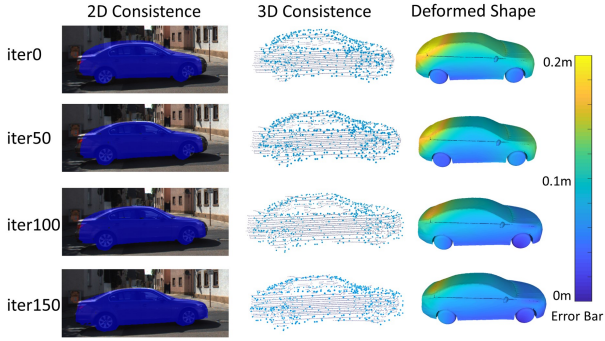 2D Consistence 3D Consistence Deformed Shape
iter0
0.2m
iter50
0.1m
iter100
iter150
0m
Error Bar